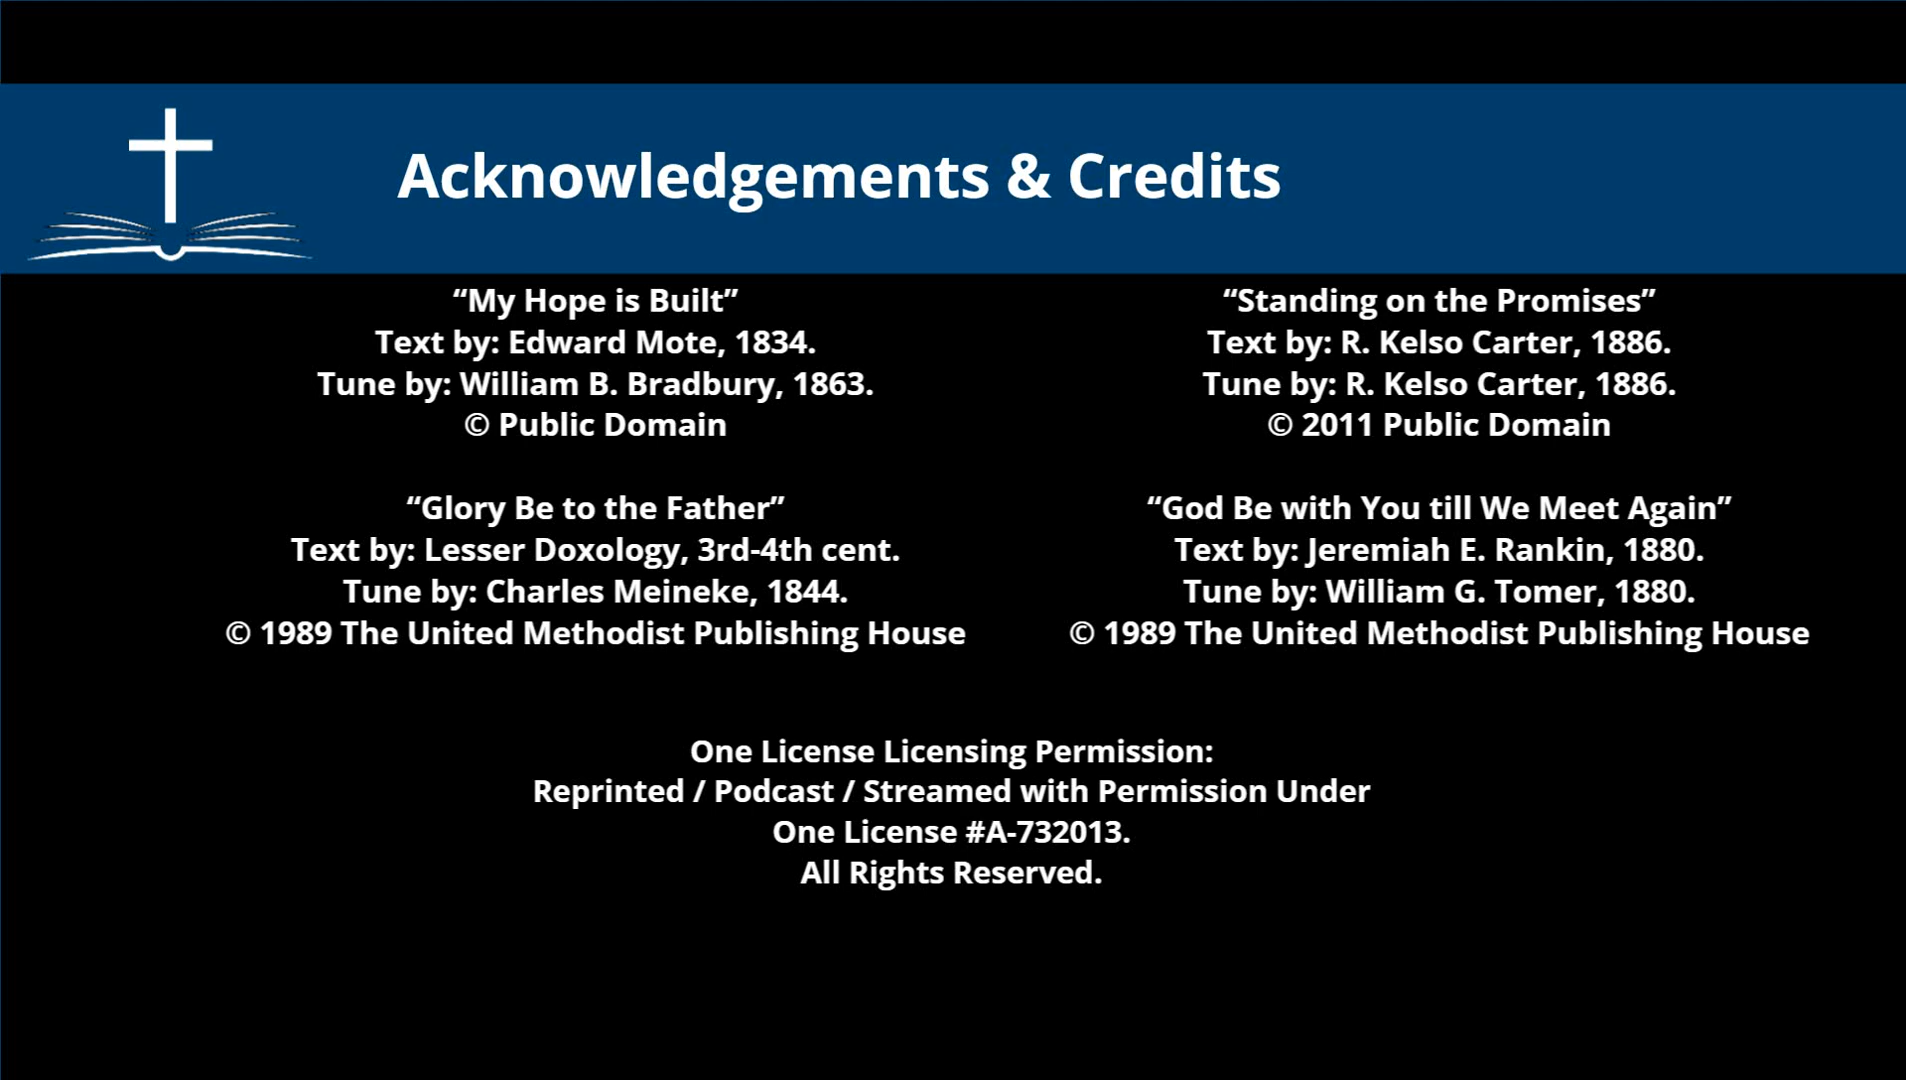 Acknowledgements & Credits
“My Hope is Built”
Text by: Edward Mote, 1834.
Tune by: William B. Bradbury, 1863.
© Public Domain
“Glory Be to the Father”
Text by: Lesser Doxology, 3rd-4th cent.
Tune by: Charles Meineke, 1844.
© 1989 The United Methodist Publishing House
“Standing on the Promises”
Text by: R. Kelso Carter, 1886.
Tune by: R. Kelso Carter, 1886.
© 2011 Public Domain
“God Be with You till We Meet Again”
Text by: Jeremiah E. Rankin, 1880.
Tune by: William G. Tomer, 1880.
© 1989 The United Methodist Publishing House
One License Licensing Permission:
Reprinted / Podcast / Streamed with Permission Under
One License #A-732013.
All Rights Reserved.